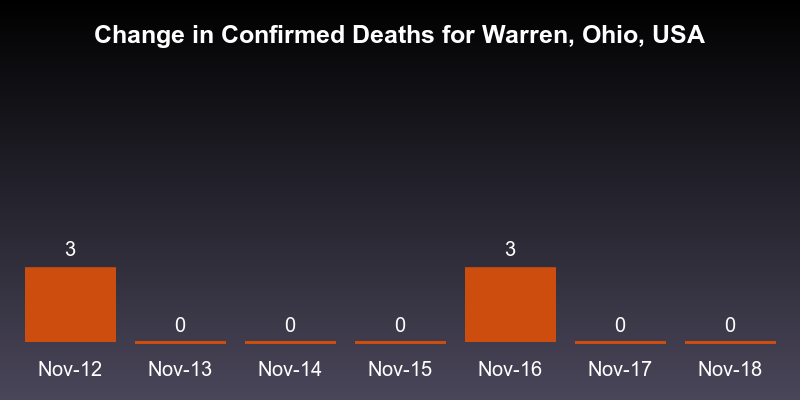 Change in Confirmed Deaths for Warren, Ohio, USA
3
0
0
0
3
0
0
Nov-12
Nov-13
Nov-14
Nov-15
Nov-16
Nov-17
Nov-18